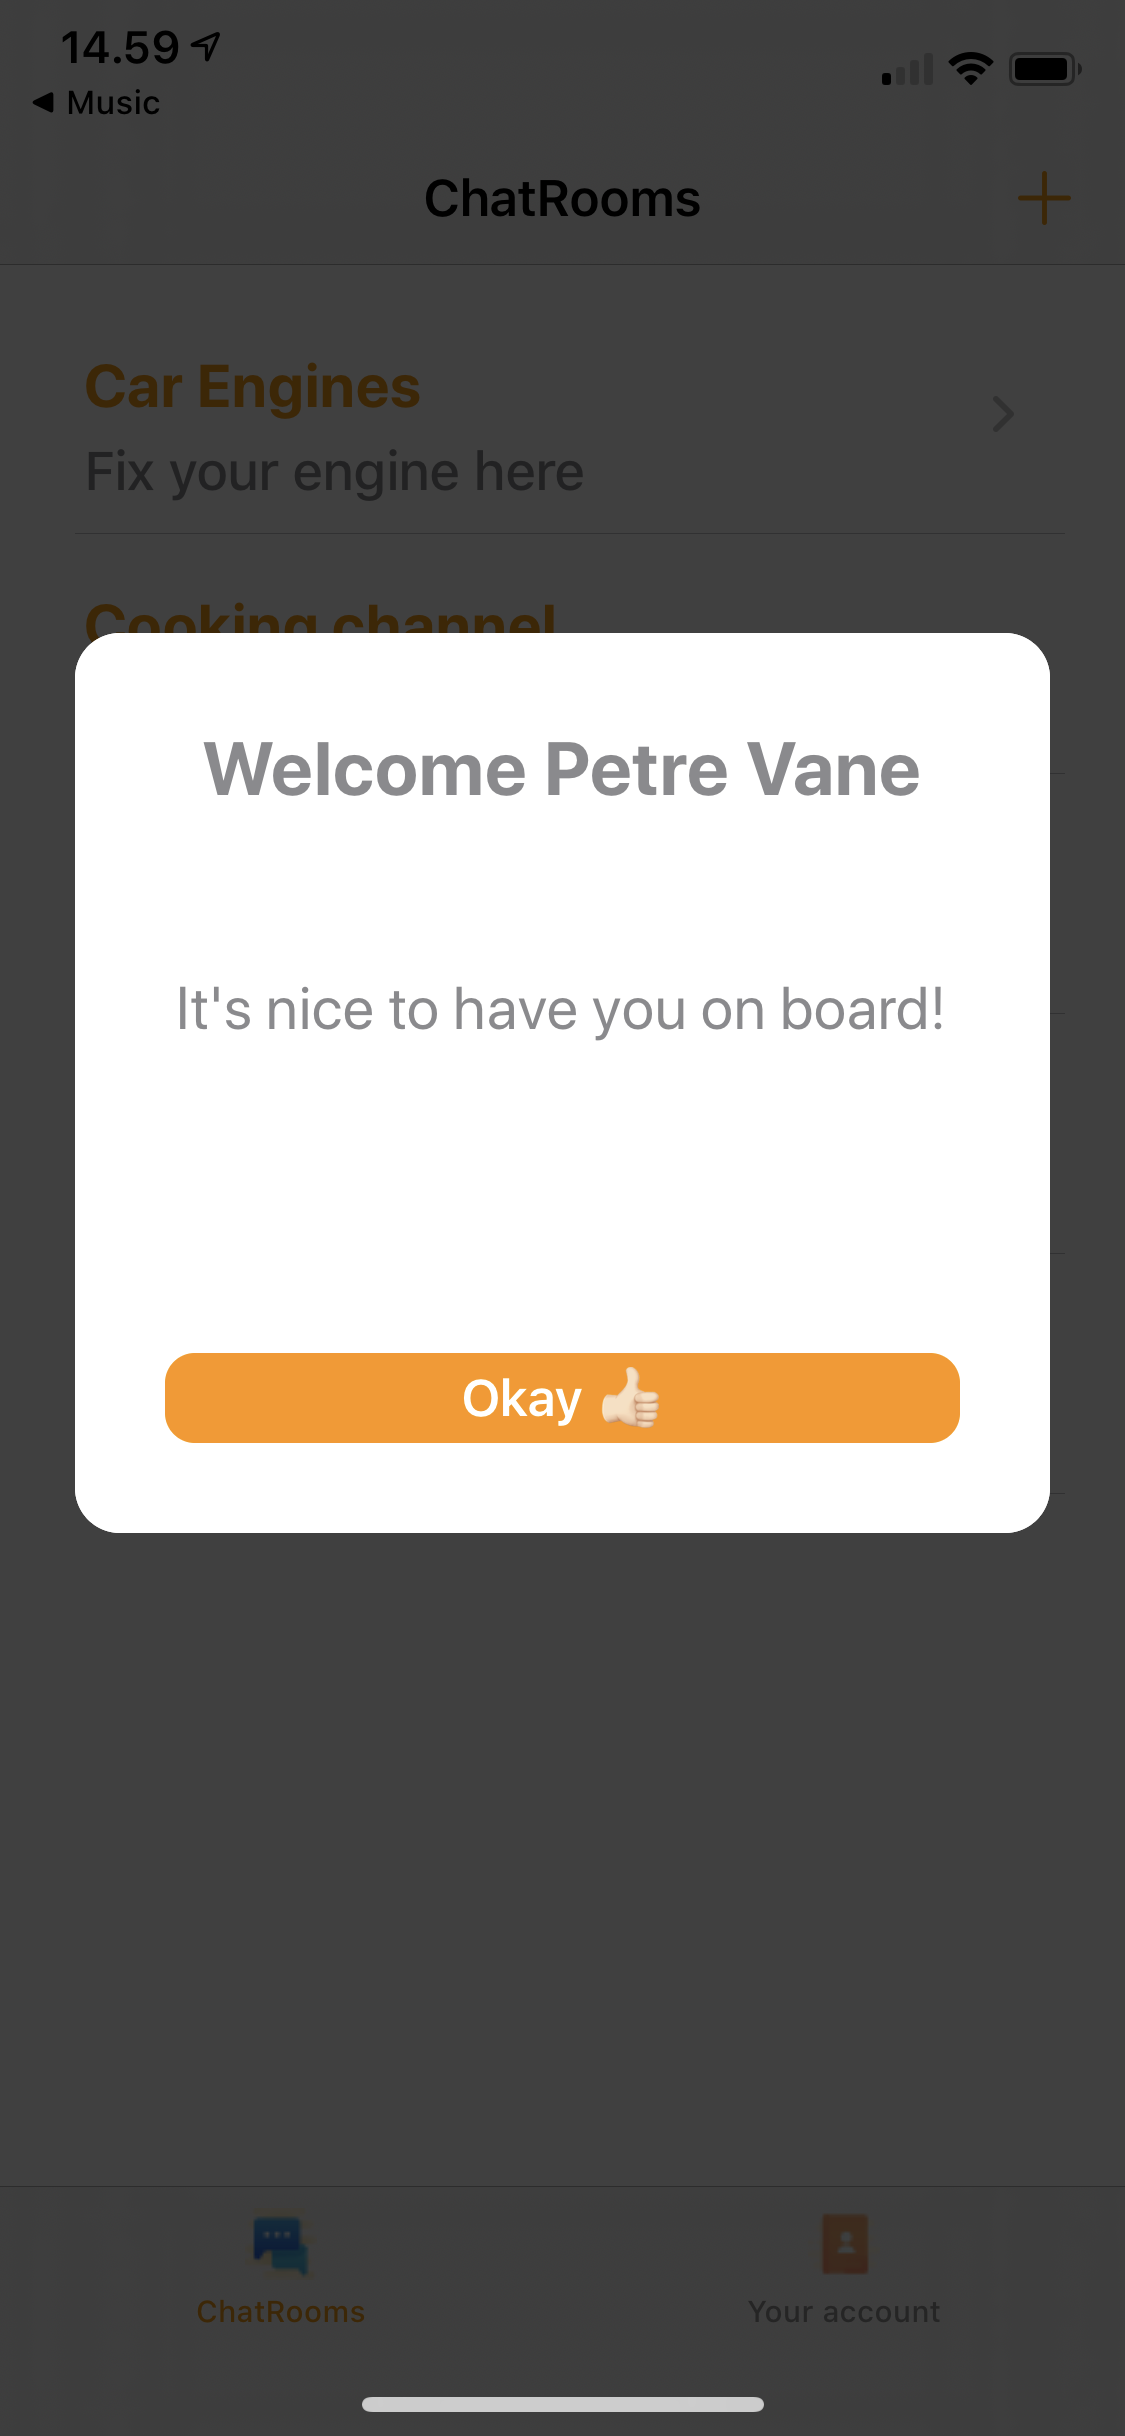 14.59
Music
ChatRooms
Car Engines
Fix your engine here
Cooking channel
Welcome Petre Vane
It's nice to have you on board!
Okay 👍🏻
ChatRooms
Your account